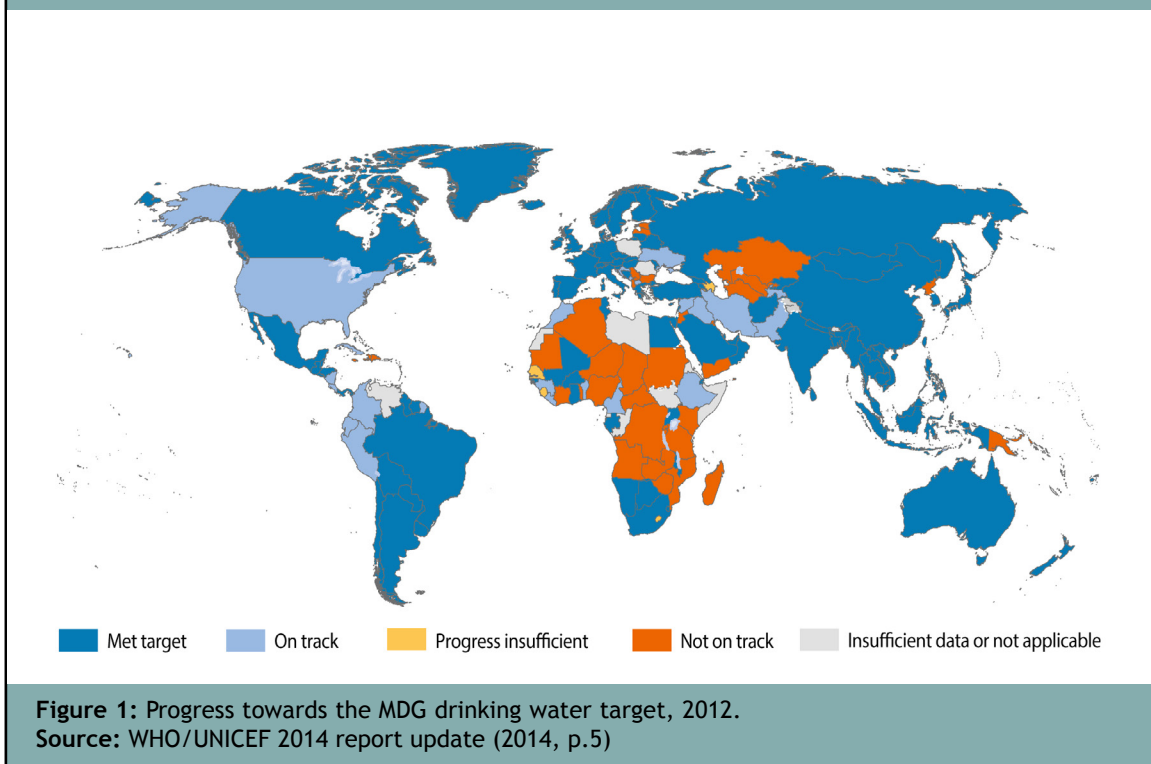 Met target
On track
Progress insufficient
Not on track
Insufficient data or not applicable
Figure 1: Progress towards the MDG drinking water target, 2012.
Source: WHO/UNICEF 2014 report update (2014, p.5)